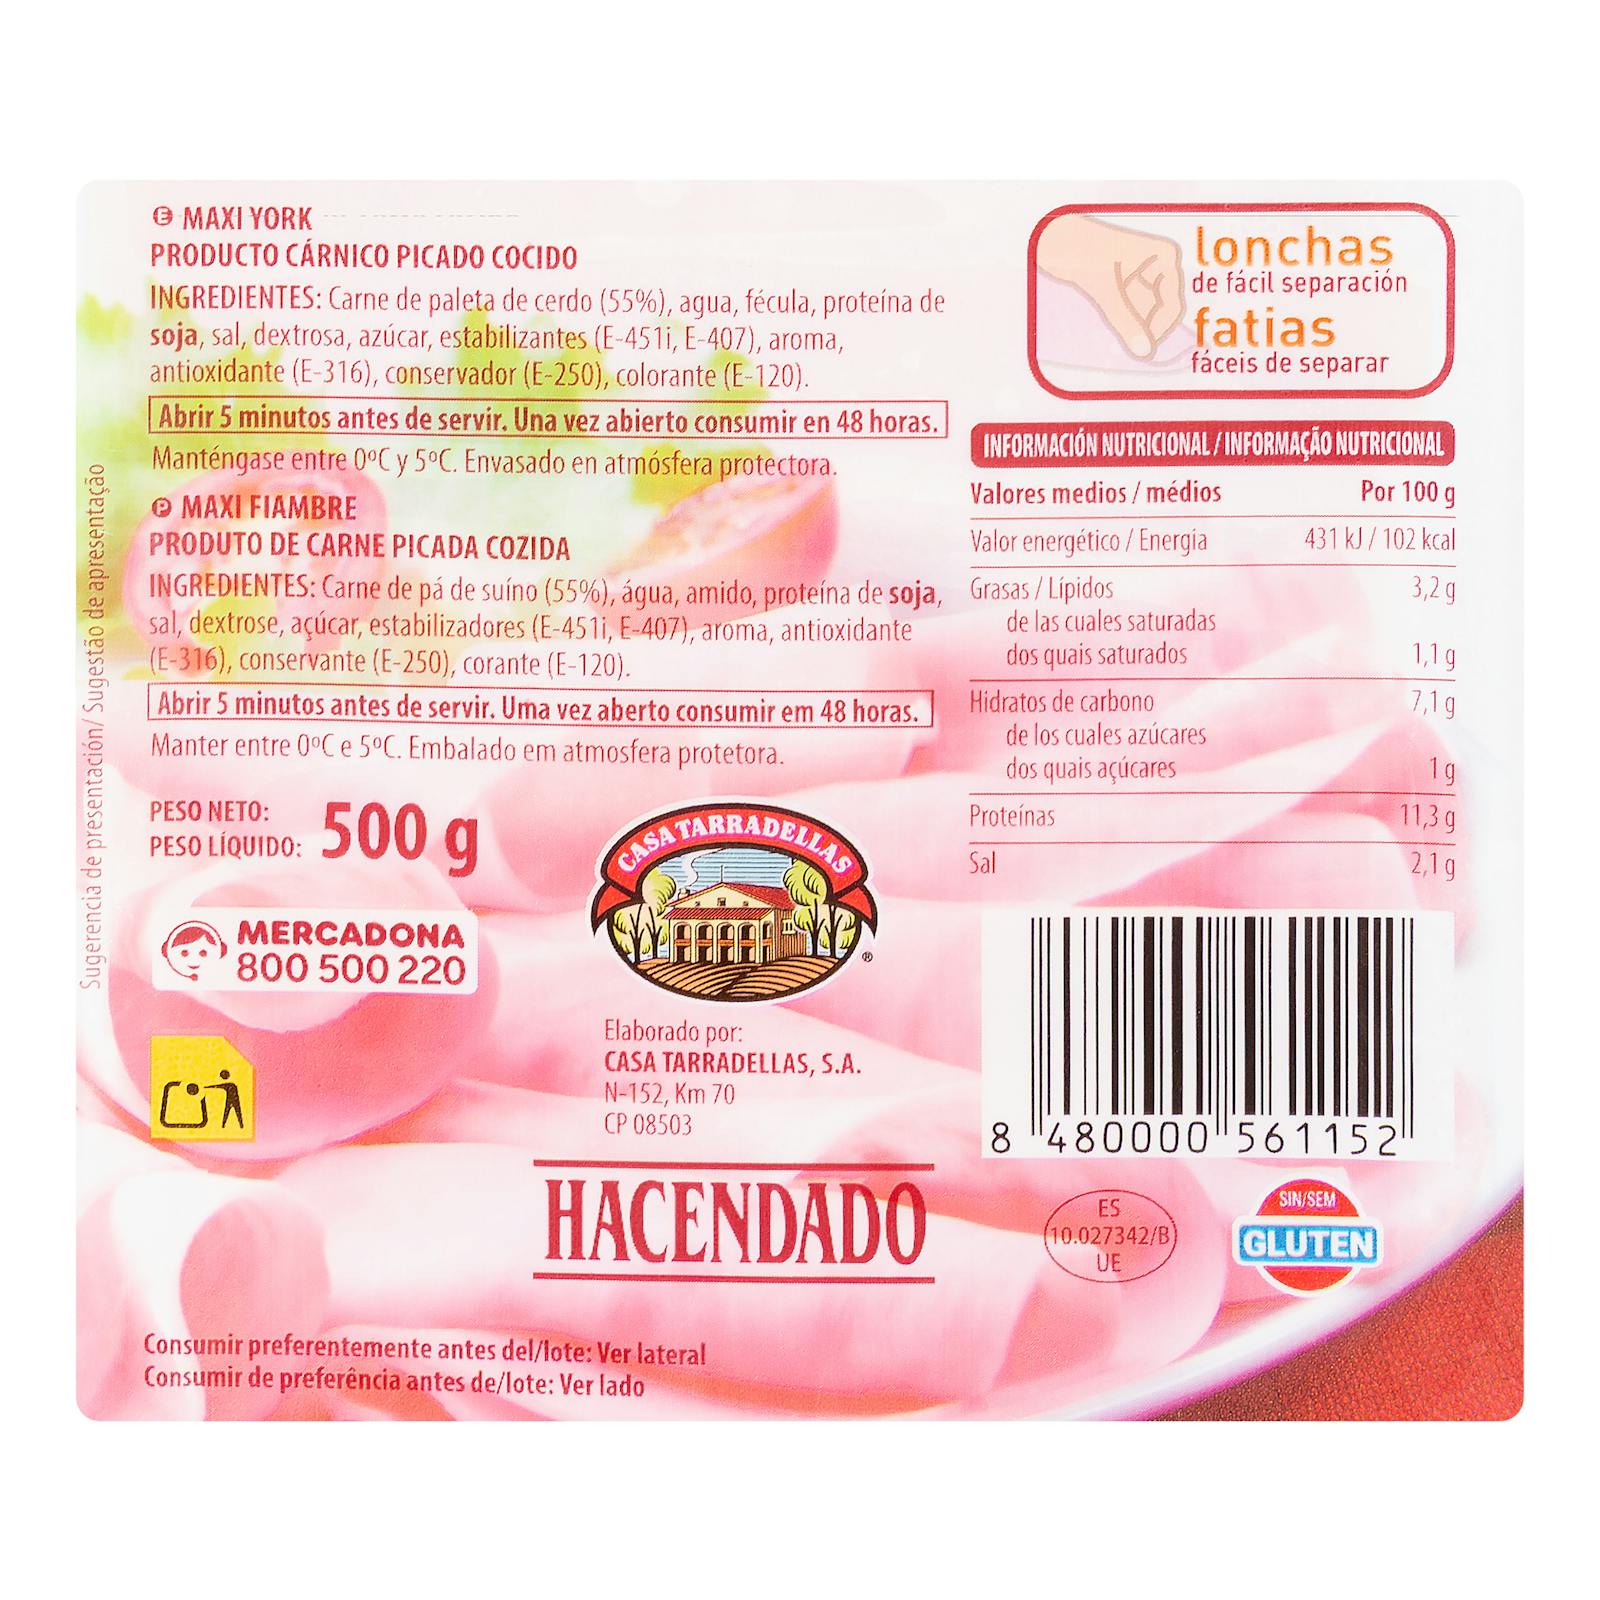 E MAXI YORK
PRODUCTO CÁRNICO PICADO COCIDO
INGREDIENTES: Carne de paleta de cerdo (55%), agua, fécula, proteína de
soja, sal, dextrosa, azúcar, estabilizantes (E-451i, E-407), aroma,
antioxidante (E-316), conservador (E-250), colorante (E-120).
Abrir 5 minutos antes de servir. Una vez abierto consumir en 48 horas.
Manténgase entre 0ºC y 5ºC. Envasado en atmósfera protectora.
P MAXI FIAMBRE
PRODUTO DE CARNE PICADA COZIDA
INGREDIENTES: Carne de pá de suíno (55%), água, amido, proteína de soja,
sal, dextrose, açúcar, estabilizadores (E-451i, E-407), aroma, antioxidante
(E-316), conservante (E-250), corante (E-120).
Abrir 5 minutos antes de servir. Uma vez aberto consumir em 48 horas.
Manter entre 0ºC e 5ºC. Embalado em atmosfera protetora.
PESO NETO:
PESO LÍQUIDO: 500 g
MERCADONA
800 500 220
Sugerencia de presentación/ Sugestão de apresentação
CASA TARRADELLAS
®
Elaborado por:
CASA TARRADELLAS, S.A.
N-152, Km 70
CP 08503
HACENDADO
Consumir preferentemente antes del/lote: Ver lateral
Consumir de preferência antes de/lote: Ver lado
lonchas
de fácil separación
fatias
fáceis de separar
INFORMACIÓN NUTRICIONAL / INFORMAÇÃO NUTRICIONAL
Valores medios / médios Por 100 g
Valor energético / Energia 431 kJ / 102 kcal
Grasas / Lípidos 3,2 g
de las cuales saturadas
dos quais saturados 1,1 g
Hidratos de carbono 7,1 g
de los cuales azúcares
dos quais açúcares 1 g
Proteínas 11,3 g
Sal 2,1 g
8 480000 561152
ES
10.027342/B
UE
SIN/SEM
GLUTEN